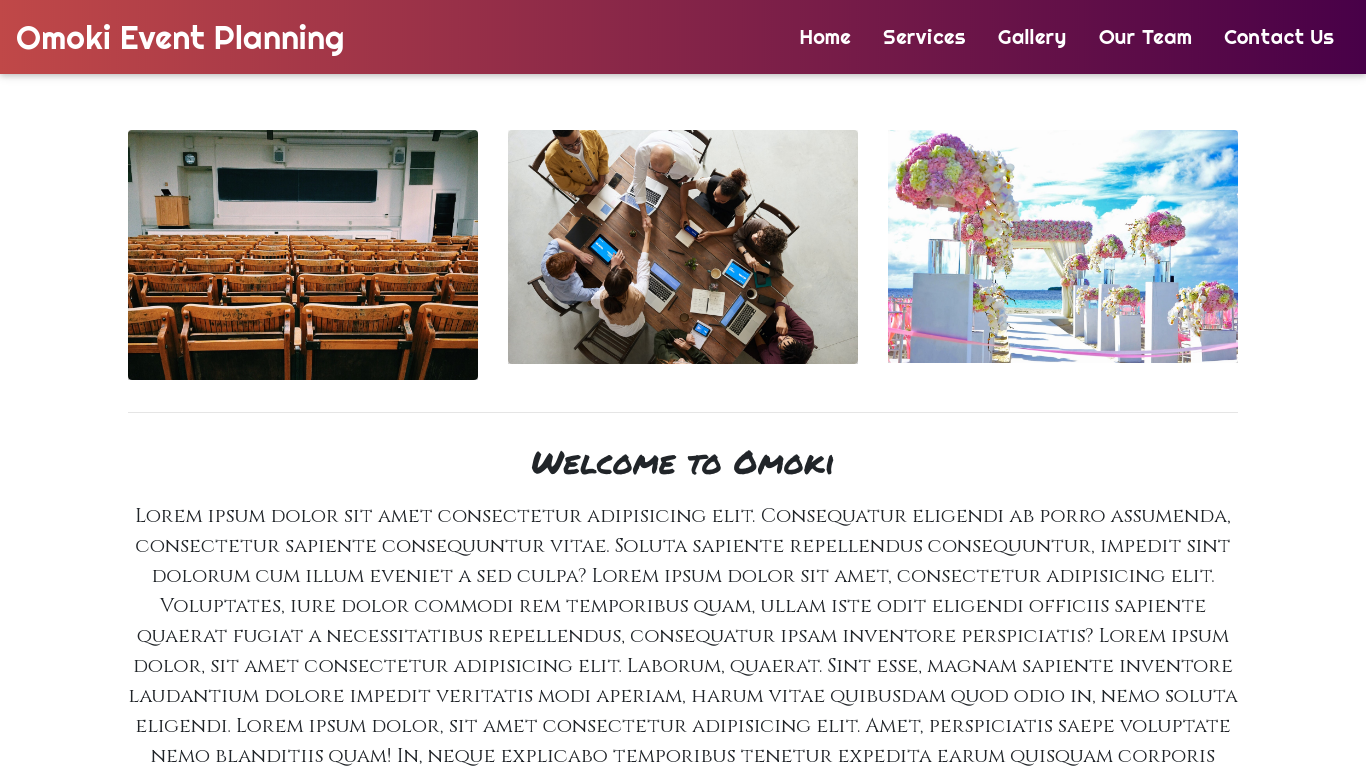 Omoki Event Planning
Home Services Gallery Our Team Contact Us
Welcome to Omoki
Lorem ipsum dolor sit amet consectetur adipisicing elit. Consequatur eligendi ab porro assumenda,
consectetur sapiente consequuntur vitae. Soluta sapiente repellendus consequuntur, impedit sint
dolorum cum illum eveniet a sed culpa? Lorem ipsum dolor sit amet, consectetur adipisicing elit.
Voluptates, iure dolor commodi rem temporibus quam, ullam iste odit eligendi officiis sapiente
quaerat fugiat a necessitatibus repellendus, consequatur ipsam inventore perspiciatis? Lorem ipsum
dolor, sit amet consectetur adipisicing elit. Laborum, quaerat. Sint esse, magnam sapiente inventore
laudantium dolore impedit veritatis modi aperiam, harum vitae quibusdam quod odio in, nemo soluta
eligendi. Lorem ipsum dolor, sit amet consectetur adipisicing elit. Amet, perspiciatis saepe voluptate
nemo blanditiis quam! In, neque explicabo temporibus tenetur expedita earum quisquam corporis